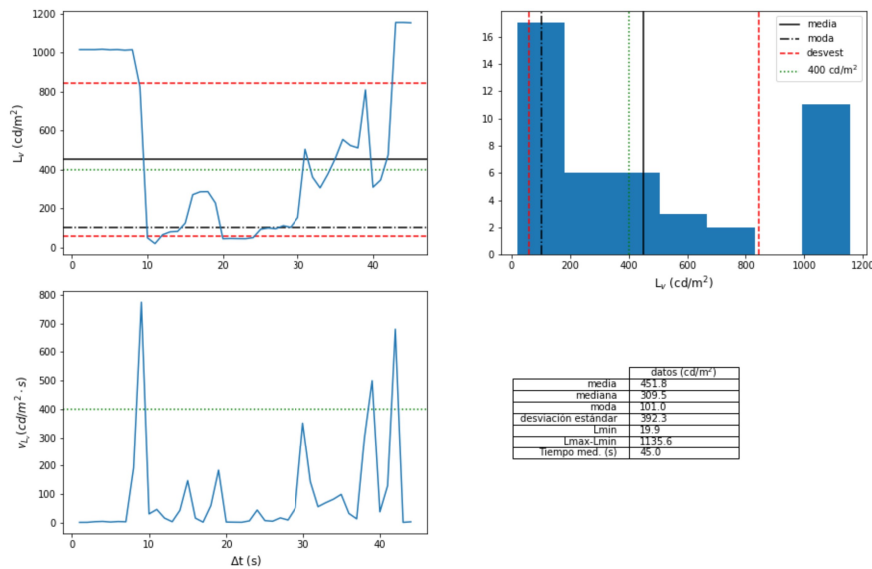 1200
1000
800
600
400
200
0
L_v (cd/m²)
0 10 20 30 40
16
14
12
10
8
6
4
2
0
media
moda
desvest
400 cd/m²
0 200 400 600 800 1000 1200
L_v (cd/m²)
800
700
600
500
400
300
200
100
0
v_{L_v}(cd/m² · s)
0 10 20 30 40
Δt (s)
datos (cd/m²)
media 451.8
mediana 309.5
moda 101.0
desviación estándar 392.3
Lmin 19.9
Lmax-Lmin 1135.6
Tiempo med. (s) 45.0